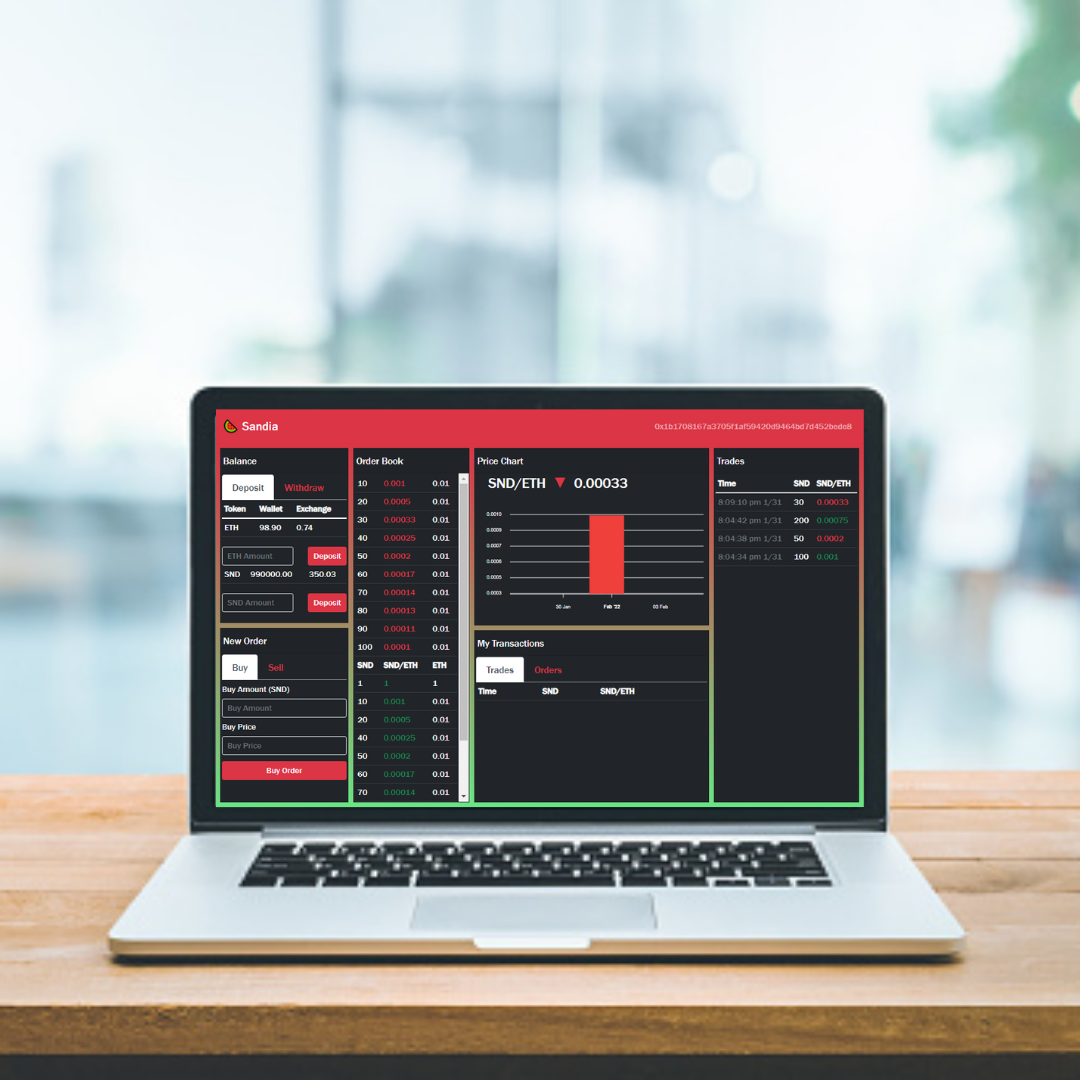 Sandia
0x1b1708167a3705f1af59420d9464bd7d452bede8
Balance
Deposit Withdraw
Token Wallet Exchange
ETH 98.90 0.74
ETH Amount Deposit
SND 990000.00 350.03
SND Amount Deposit
New Order
Buy Sell
Buy Amount (SND)
Buy Amount
Buy Price
Buy Price
Buy Order
Order Book
10 0.001 0.01
20 0.0005 0.01
30 0.00033 0.01
40 0.00025 0.01
50 0.0002 0.01
60 0.00017 0.01
70 0.00014 0.01
80 0.00013 0.01
90 0.00011 0.01
100 0.0001 0.01
SND SND/ETH ETH
1 1 1
10 0.001 0.01
20 0.0005 0.01
40 0.00025 0.01
50 0.0002 0.01
60 0.00017 0.01
70 0.00014 0.01
Price Chart
SND/ETH ▼ 0.00033
0.0010
0.0009
0.0007
0.0006
0.0005
0.0003
30 Jan Feb '22 03 Feb
My Transactions
Trades Orders
Time SND SND/ETH
Trades
Time SND SND/ETH
8:09:10 pm 1/31 30 0.00033
8:04:42 pm 1/31 200 0.00075
8:04:38 pm 1/31 50 0.0002
8:04:34 pm 1/31 100 0.001